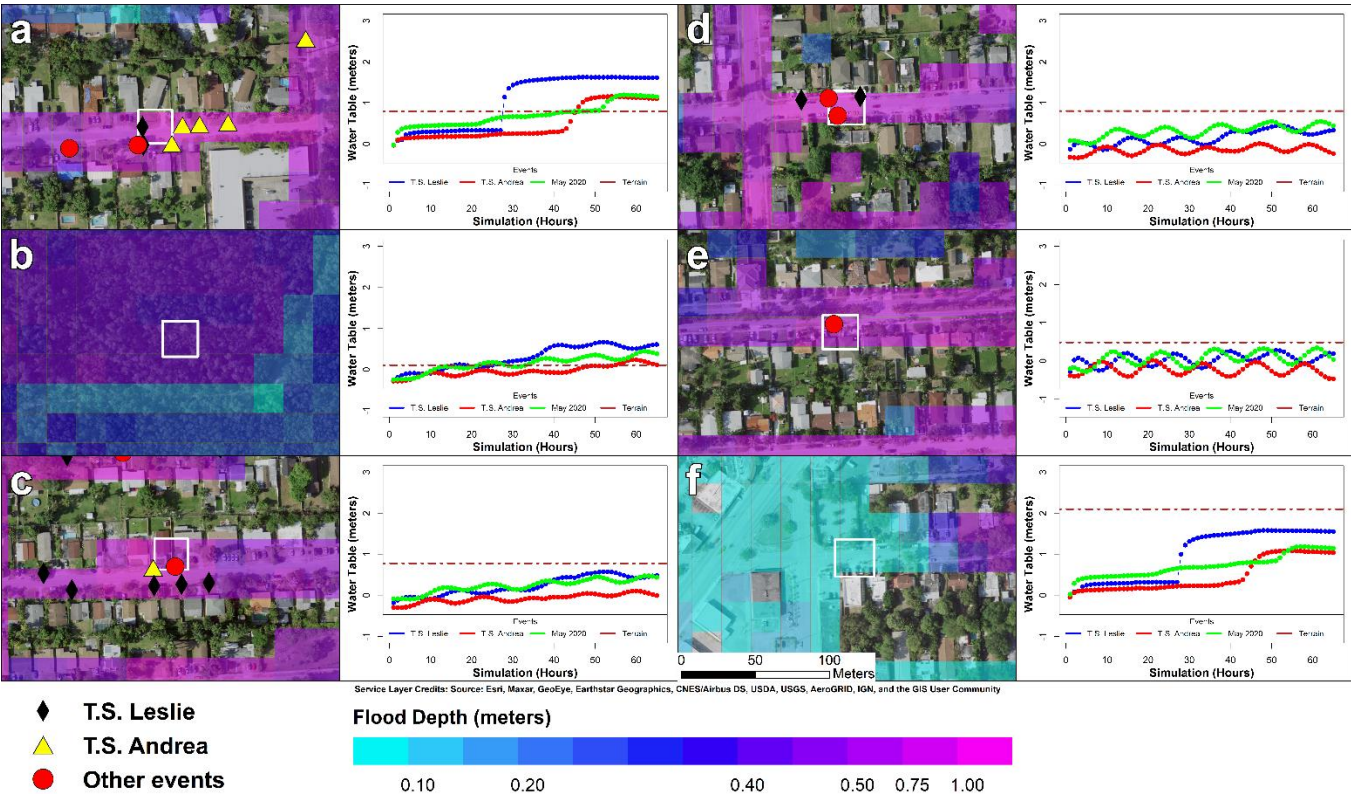 a
3
2
1
0
-1
Water Table (meters)
Events
T.S. Leslie T.S. Andrea May 2020 Terrain
0 10 20 30 40 50 60
Simulation (Hours)
d
3
2
1
0
-1
Water Table (meters)
Events
T.S. Leslie T.S. Andrea May 2020 Terrain
0 10 20 30 40 50 60
Simulation (Hours)
b
3
2
1
0
-1
Water Table (meters)
Events
T.S. Leslie T.S. Andrea May 2020 Terrain
0 10 20 30 40 50 60
Simulation (Hours)
e
3
2
1
0
-1
Water Table (meters)
Events
T.S. Leslie T.S. Andrea May 2020 Terrain
0 10 20 30 40 50 60
Simulation (Hours)
c
3
2
1
0
-1
Water Table (meters)
Events
T.S. Leslie T.S. Andrea May 2020 Terrain
0 10 20 30 40 50 60
Simulation (Hours)
f
0 50 100
Meters
3
2
1
0
-1
Water Table (meters)
Events
T.S. Leslie T.S. Andrea May 2020 Terrain
0 10 20 30 40 50 60
Simulation (Hours)
Service Layer Credits: Source: Esri, Maxar, GeoEye, Earthstar Geographics, CNES/Airbus DS, USDA, USGS, AeroGRID, IGN, and the GIS User Community
T.S. Leslie
T.S. Andrea
Other events
Flood Depth (meters)
0.10 0.20 0.40 0.50 0.75 1.00